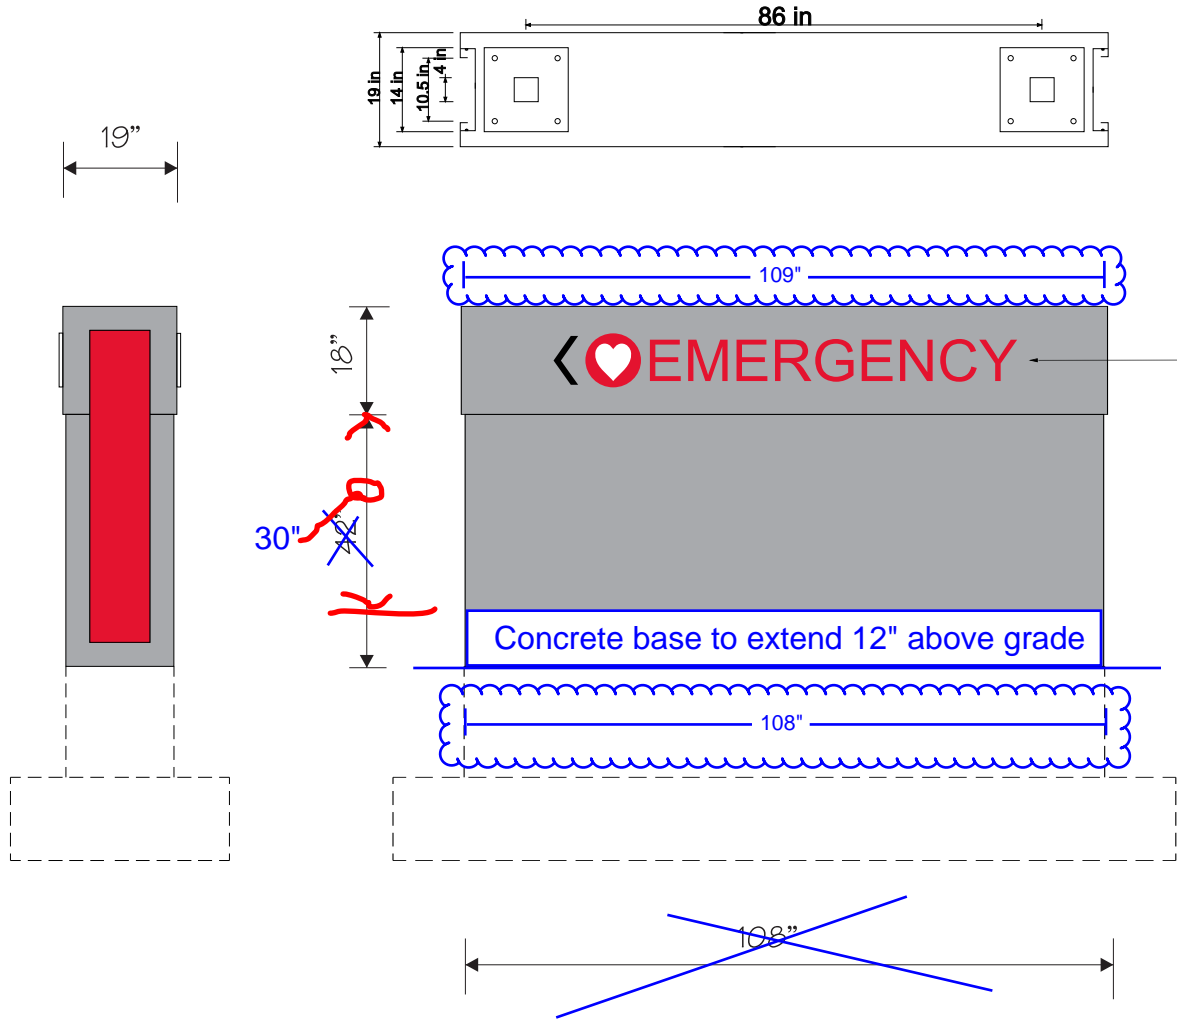 86 in
19 in
14 in
10.5 in
4 in
19”
109"
18”
EMERGENCY
30"
42”
Concrete base to extend 12" above grade
108"
108”